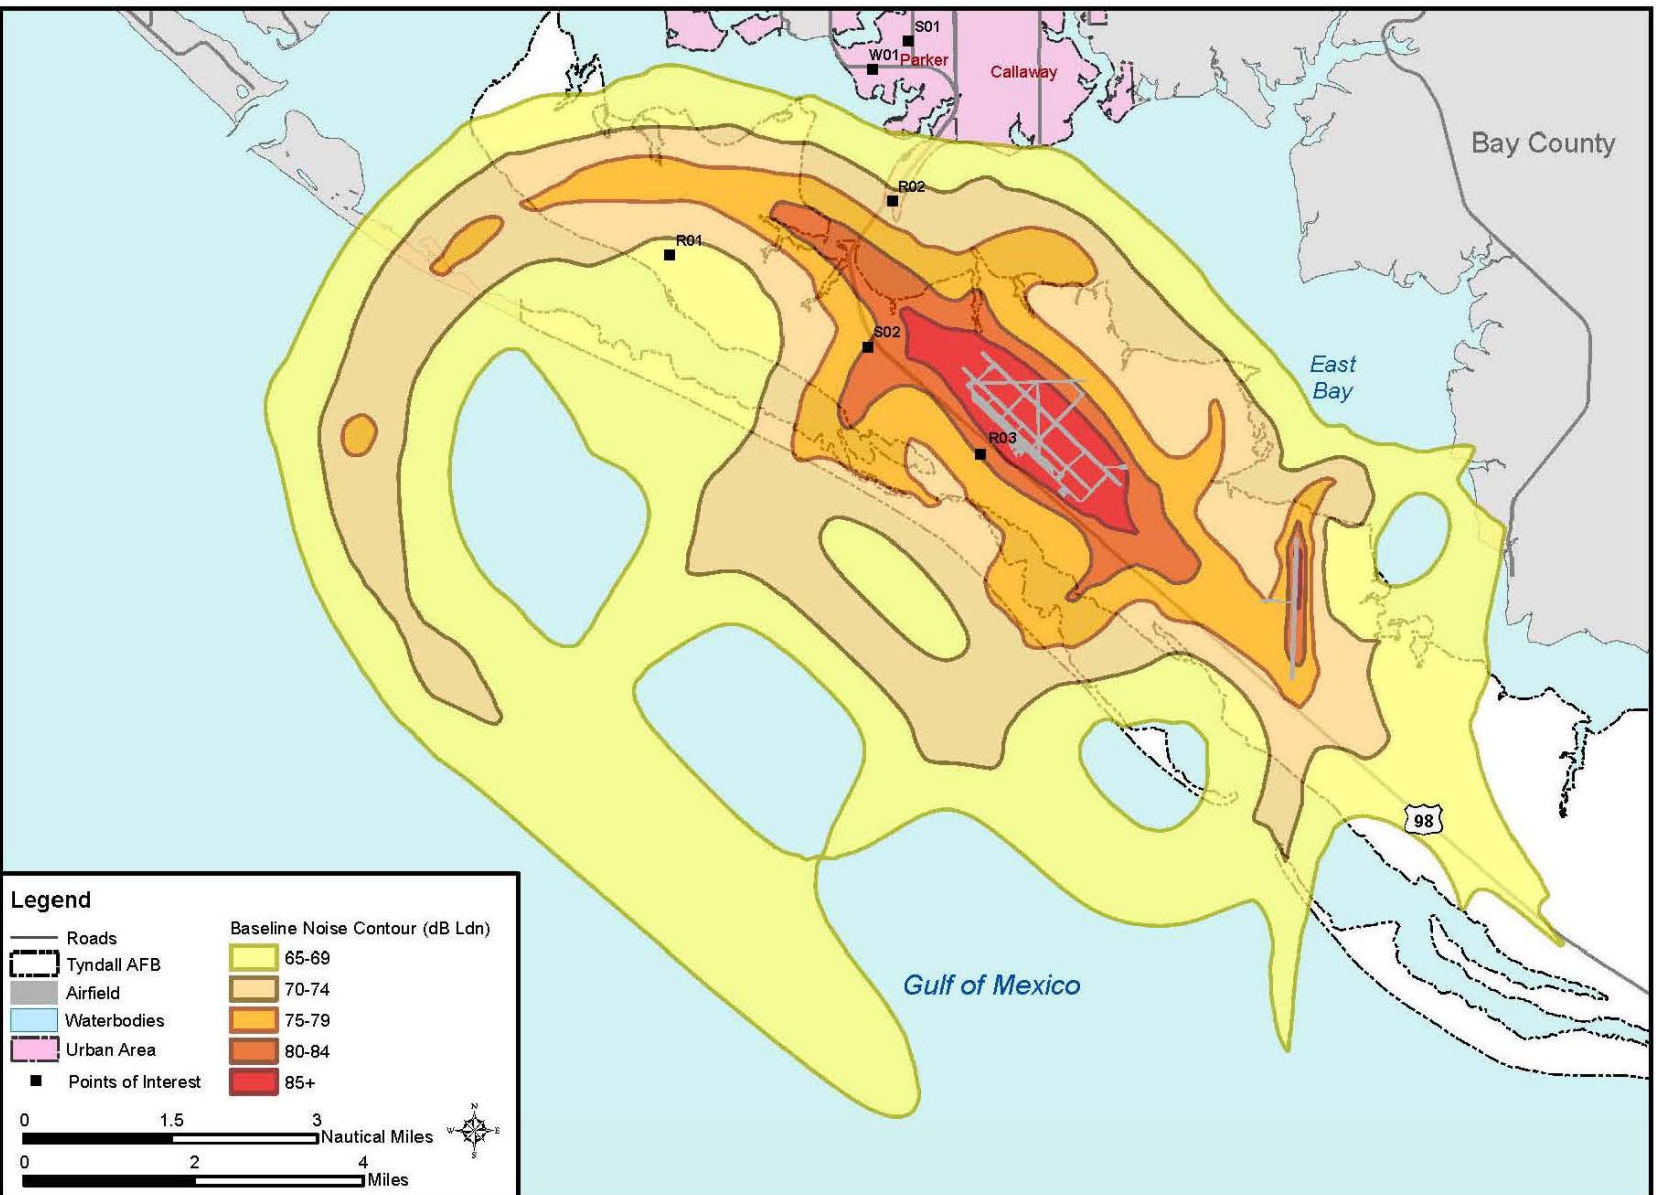 S01
W01
Parker
Callaway
Bay County
R02
R01
S02
East
Bay
R03
98
Gulf of Mexico
Legend
Roads
Tyndall AFB
Airfield
Waterbodies
Urban Area
Points of Interest
Baseline Noise Contour (dB Ldn)
65-69
70-74
75-79
80-84
85+
0 1.5 3
Nautical Miles
0 2 4
Miles
N
W E
S